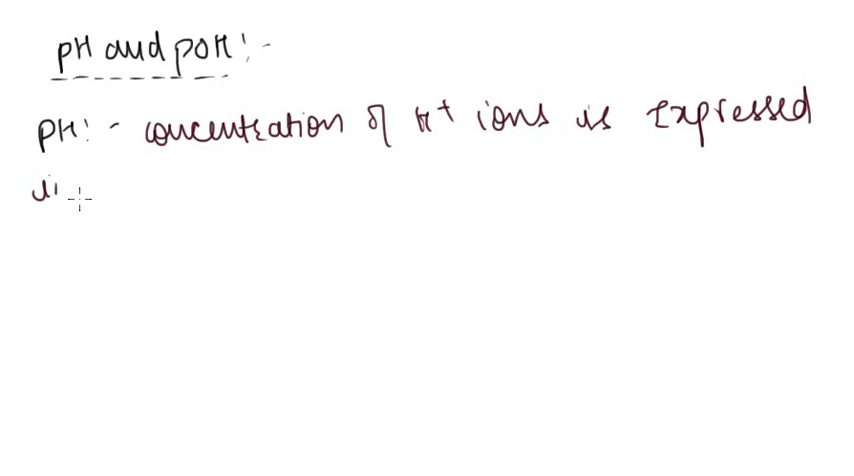 pH and pOH :-
PH :- concentration of H+ ions is Expressed